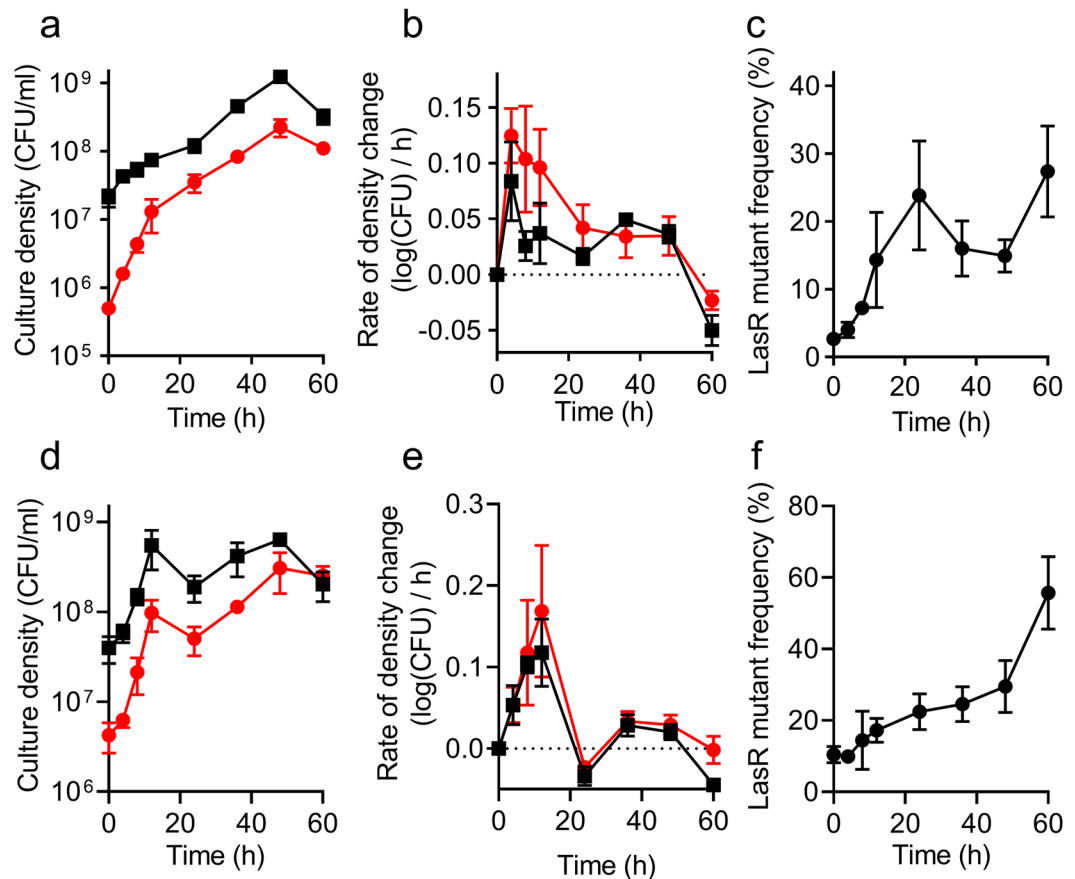 a
Culture density (CFU/ml)
10⁹
10⁸
10⁷
10⁶
10⁵
0 20 40 60
Time (h)
b
Rate of density change
(log(CFU) / h)
0.15
0.10
0.05
0.00
-0.05
0 20 40 60
Time (h)
c
LasR mutant frequency (%)
40
30
20
10
0
0 20 40 60
Time (h)
d
Culture density (CFU/ml)
10⁹
10⁸
10⁷
10⁶
0 20 40 60
Time (h)
e
Rate of density change
(log(CFU) / h)
0.3
0.2
0.1
0.0
0 20 40 60
Time (h)
f
LasR mutant frequency (%)
80
60
40
20
0
0 20 40 60
Time (h)